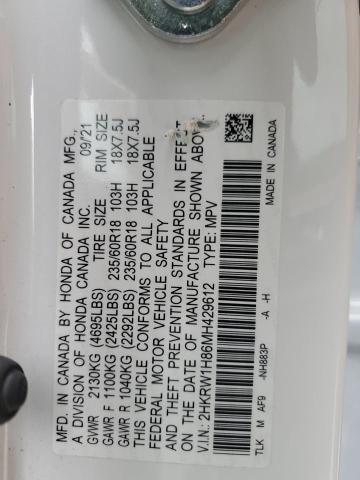 MFD. IN CANADA BY HONDA OF CANADA MFG.,
A DIVISION OF HONDA CANADA INC. 09/21
GVWR 2130KG (4695LBS) TIRE SIZE RIM SIZE
GAWR F 1100KG (2425LBS) 235/60R18 103H 18X7.5J
GAWR R 1040KG (2292LBS) 235/60R18 103H 18X7.5J
THIS VEHICLE CONFORMS TO ALL APPLICABLE
FEDERAL MOTOR VEHICLE SAFETY
AND THEFT PREVENTION STANDARDS IN EFFECT
ON THE DATE OF MANUFACTURE SHOWN ABOVE.
V.I.N.: 2HKRW1H86MH429612 TYPE: MPV
TLK M AF9 -NH883P -A -H MADE IN CANADA